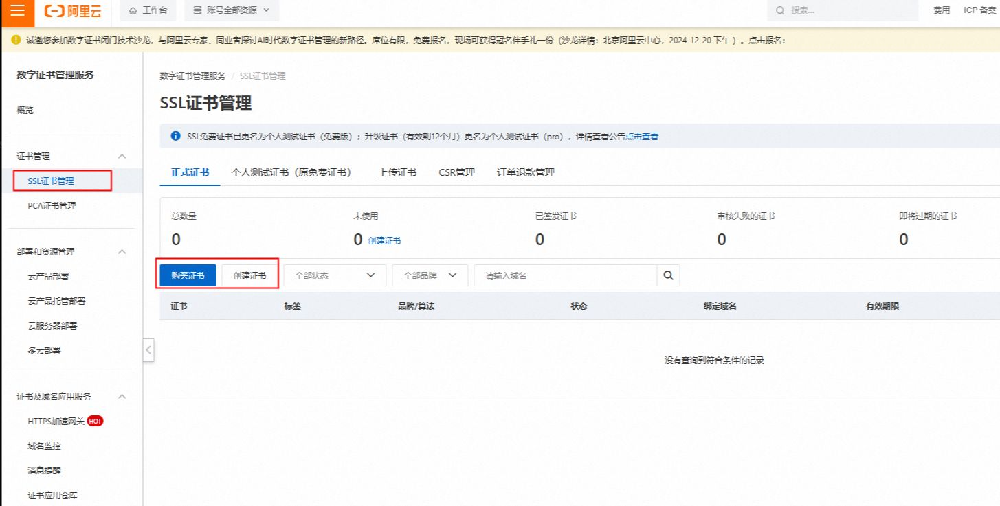 阿里云 工作台 账号全部资源 搜索... 费用 ICP 备案
诚邀您参加数字证书闭门技术沙龙，与阿里云专家、同业者探讨AI时代数字证书管理的新路径。席位有限，免费报名，现场可获得冠名伴手礼一份（沙龙详情：北京阿里云中心，2024-12-20 下午 ）。点击报名：
数字证书管理服务
概览
证书管理
SSL证书管理
PCA证书管理
部署和资源管理
云产品部署
云产品托管部署
云服务器部署
多云部署
证书及域名应用服务
HTTPS加速网关 HOT
域名监控
消息提醒
证书应用仓库
数字证书管理服务 / SSL证书管理
SSL证书管理
SSL免费证书已更名为个人测试证书（免费版）；升级证书（有效期12个月）更名为个人测试证书（pro），详情查看公告点击查看
正式证书 个人测试证书（原免费证书） 上传证书 CSR管理 订单退款管理
总数量 未使用 已签发证书 审核失败的证书 即将过期的证书
0 0 创建证书 0 0 0
购买证书 创建证书 全部状态 全部品牌 请输入域名
证书 标签 品牌/算法 状态 绑定域名 有效期限
没有查询到符合条件的记录